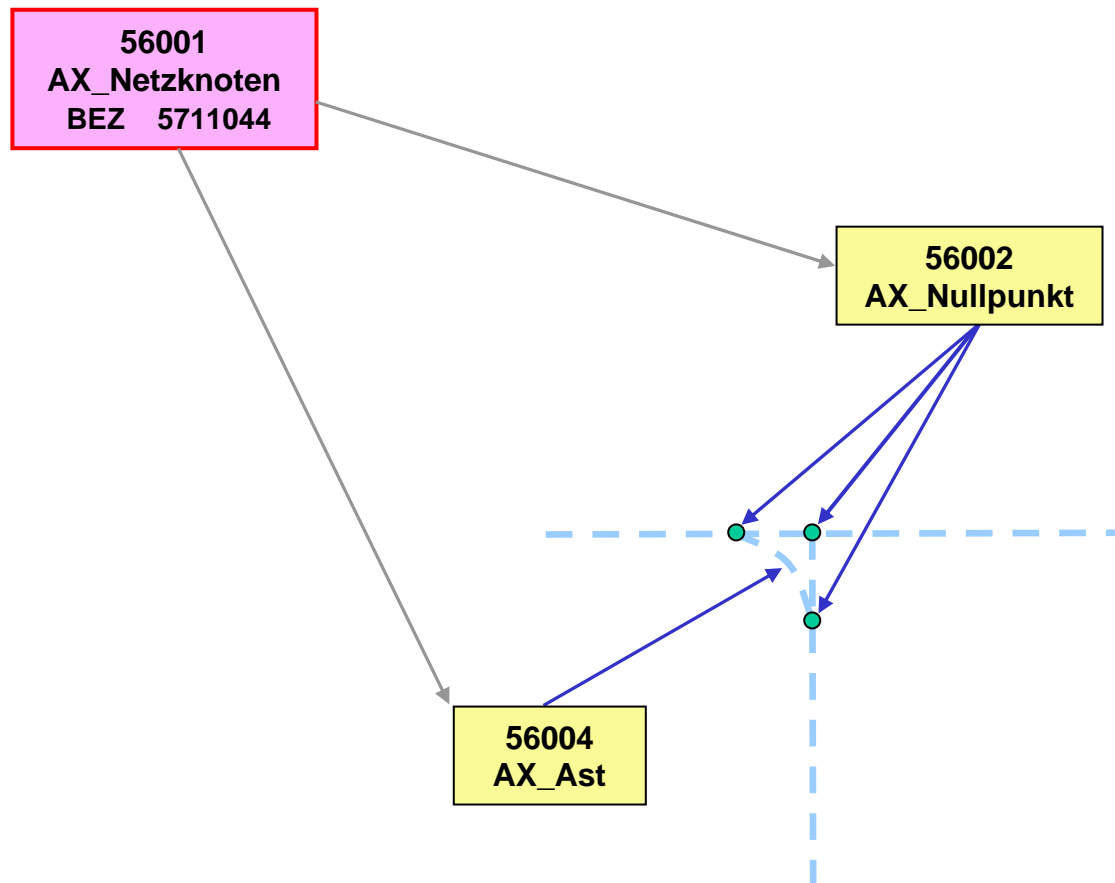 56001
AX_Netzknoten
BEZ 5711044
56002
AX_Nullpunkt
56004
AX_Ast